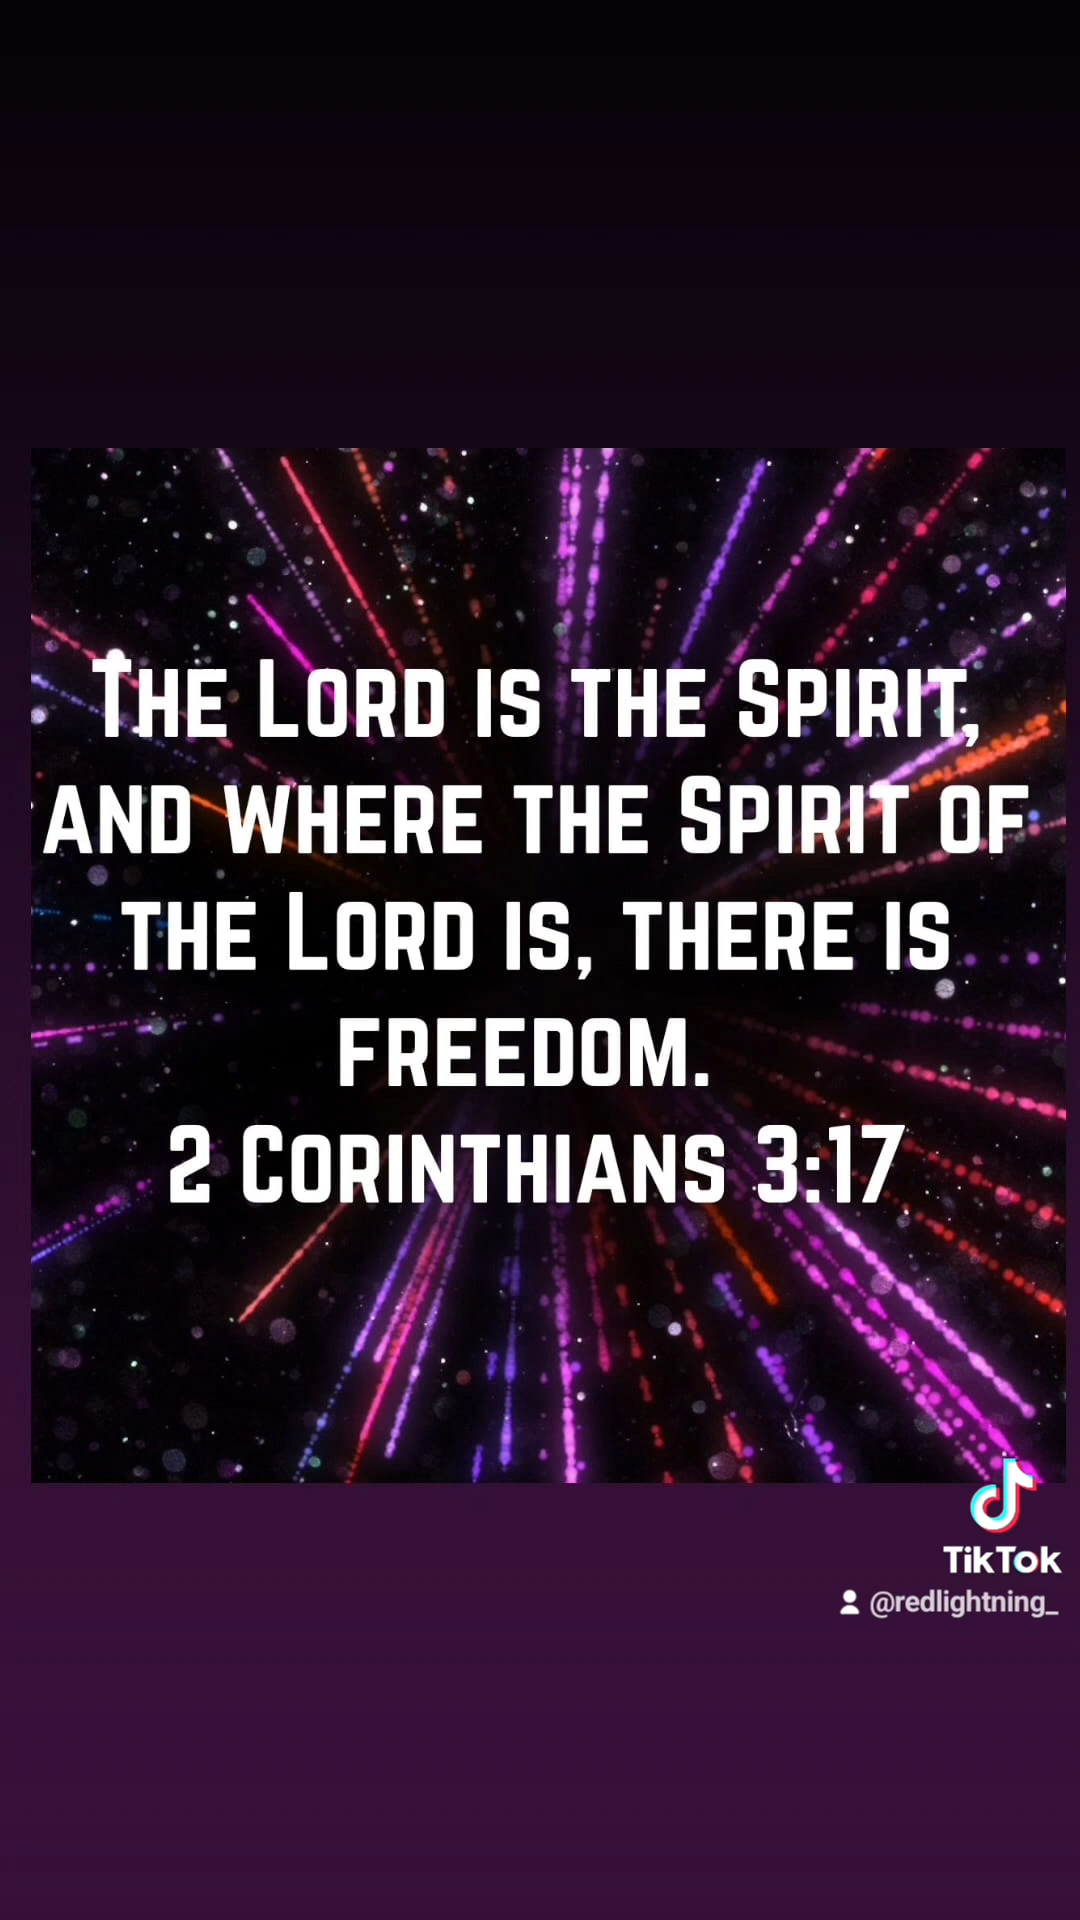 The Lord is the Spirit,
and where the Spirit of
the Lord is, there is
freedom.
2 Corinthians 3:17
TikTok
@redlightning_